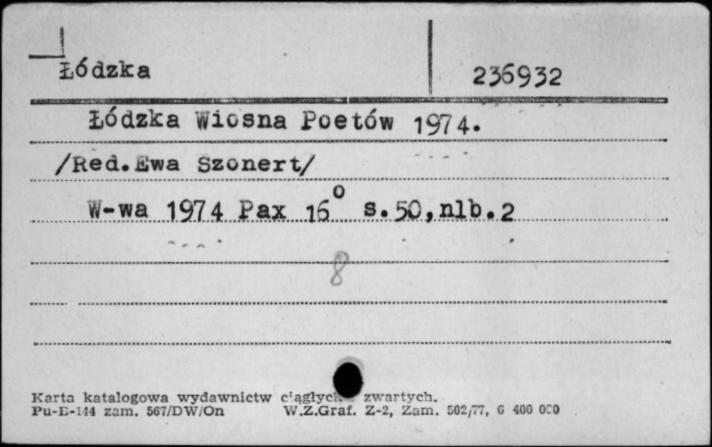 Łódzka 236932
Łódzka Wiosna Poetów 1974.
/Red.Ewa Szonert/
W-wa 1974 Pax 16° s.50,nlb.2
8
Karta katalogowa wydawnictw zwartych.
Pu-E-144 zam. 567/DW/On W.Z.Graf. Z-2, Zam. 502/77, 0 400 000